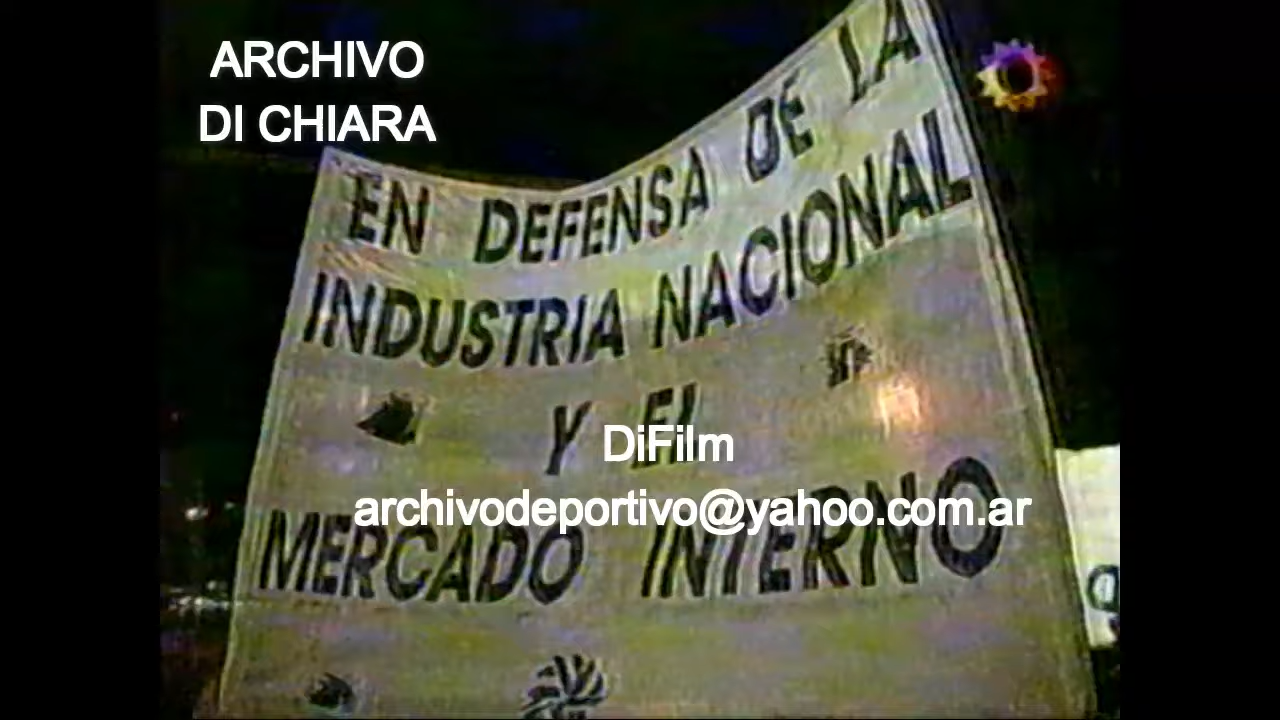 ARCHIVO
DI CHIARA
EN DEFENSA DE LA
INDUSTRIA NACIONAL
Y El
DiFilm
archivodeportivo@yahoo.com.ar
MERCADO INTERNO